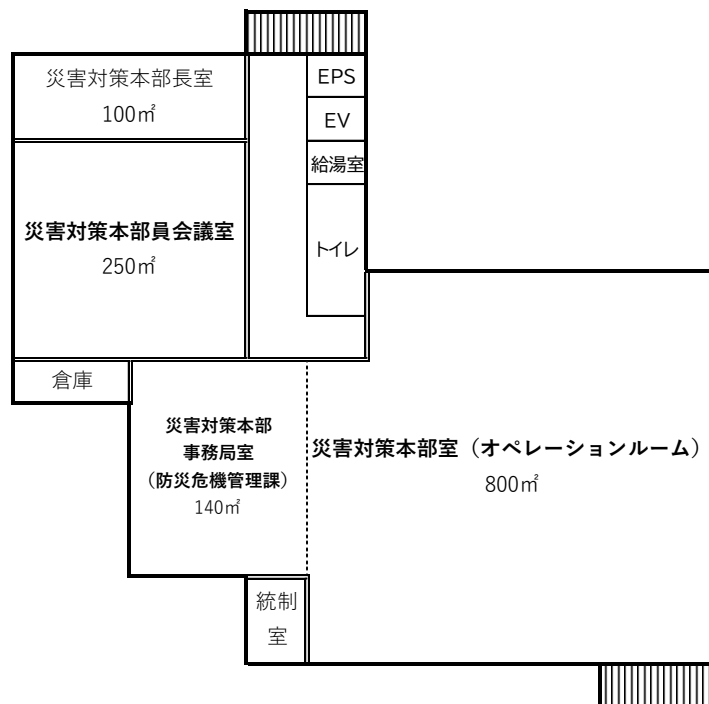 災害対策本部長室
100㎡
EPS
EV
給湯室
トイレ
災害対策本部員会議室
250㎡
倉庫
災害対策本部
事務局室
（防災危機管理課）
140㎡
災害対策本部室（オペレーションルーム）
800㎡
統制
室